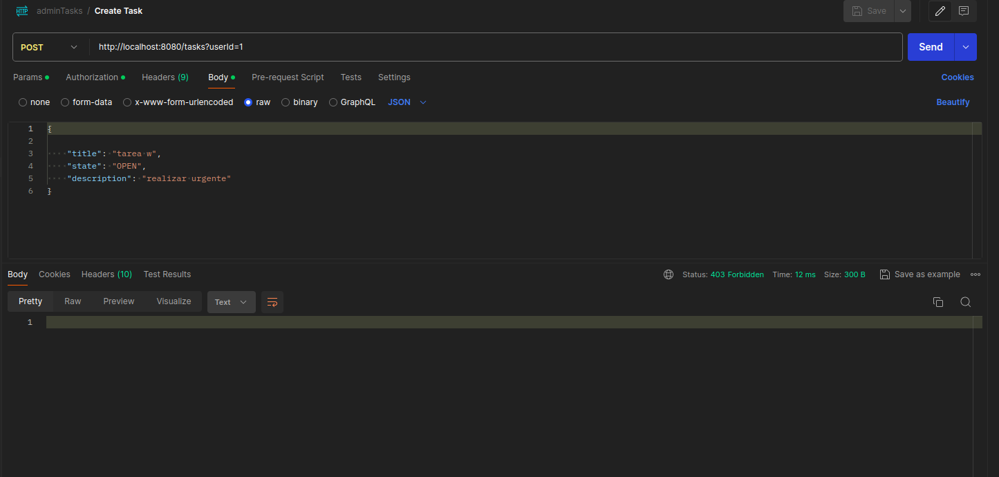 HTTP adminTasks / Create Task Save
POST http://localhost:8080/tasks?userId=1 Send
Params Authorization Headers (9) Body Pre-request Script Tests Settings Cookies
none form-data x-www-form-urlencoded raw binary GraphQL JSON Beautify
1 {
2
3 "title": "tarea w",
4 "state": "OPEN",
5 "description": "realizar urgente"
6 }
Body Cookies Headers (10) Test Results Status: 403 Forbidden Time: 12 ms Size: 300 B Save as example
Pretty Raw Preview Visualize Text
1